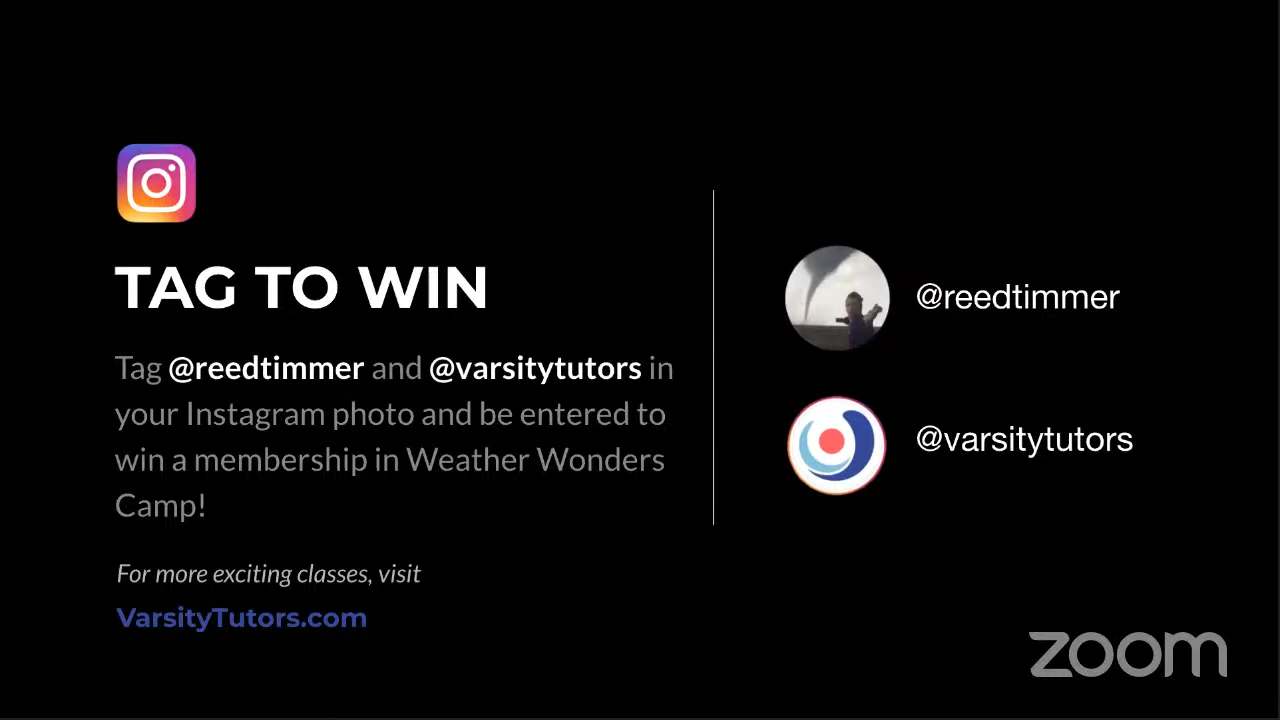 TAG TO WIN
Tag @reedtimmer and @varsitytutors in
your Instagram photo and be entered to
win a membership in Weather Wonders
Camp!
For more exciting classes, visit
VarsityTutors.com
@reedtimmer
@varsitytutors
zoom